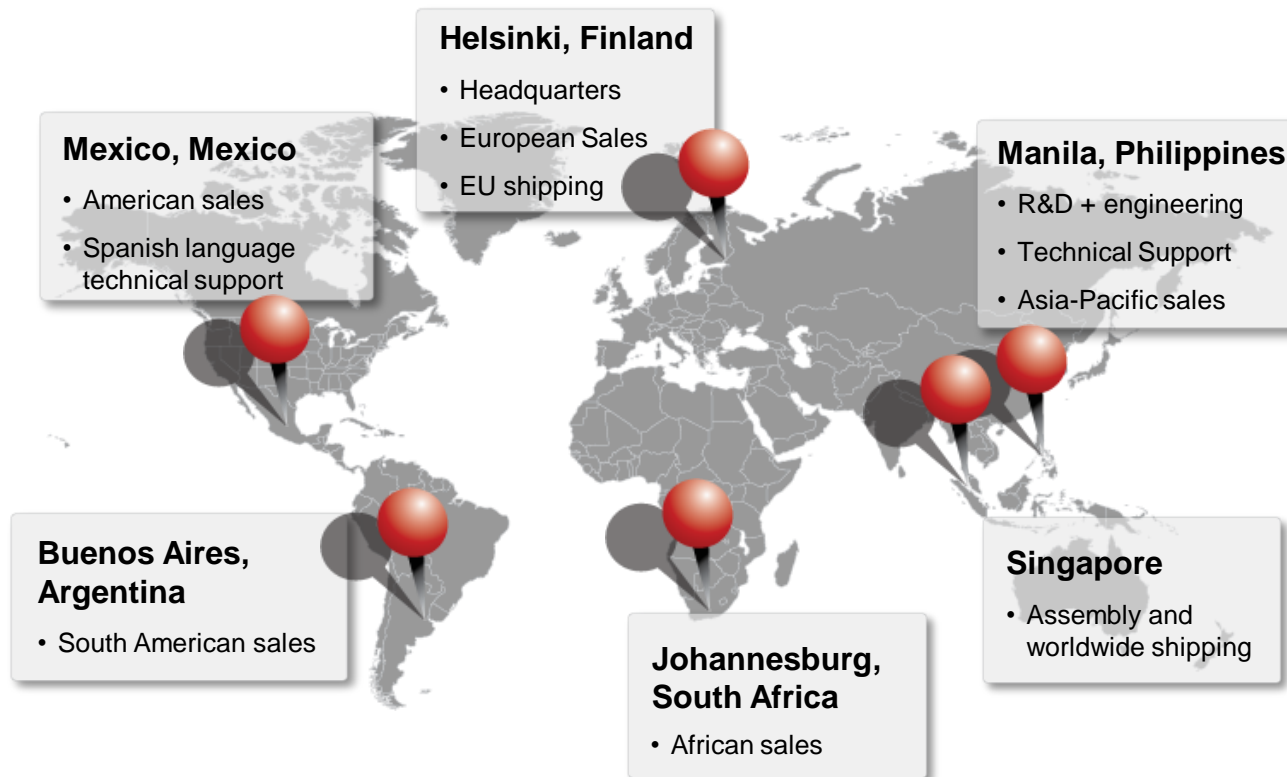 Helsinki, Finland
• Headquarters
• European Sales
• EU shipping
Mexico, Mexico
• American sales
• Spanish language
technical support
Manila, Philippines
• R&D + engineering
• Technical Support
• Asia-Pacific sales
Buenos Aires,
Argentina
• South American sales
Johannesburg,
South Africa
• African sales
Singapore
• Assembly and
worldwide shipping